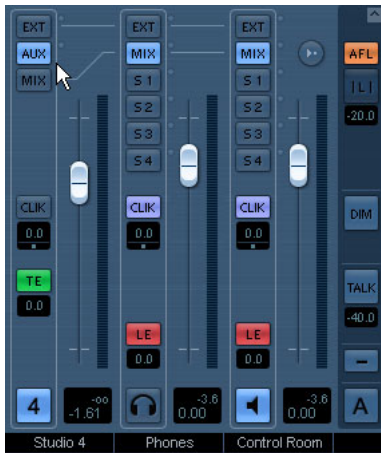 EXT EXT EXT
AUX MIX MIX AFL
MIX S 1 S 1 | L |
S 2 S 2 -20.0
S 3 S 3
S 4 S 4
CLIK CLIK CLIK DIM
0.0 0.0 0.0
TE TALK
0.0 -40.0
LE LE
0.0 0.0
4 -oo -1.61 -3.6 0.00 -3.6 0.00 A
Studio 4 Phones Control Room